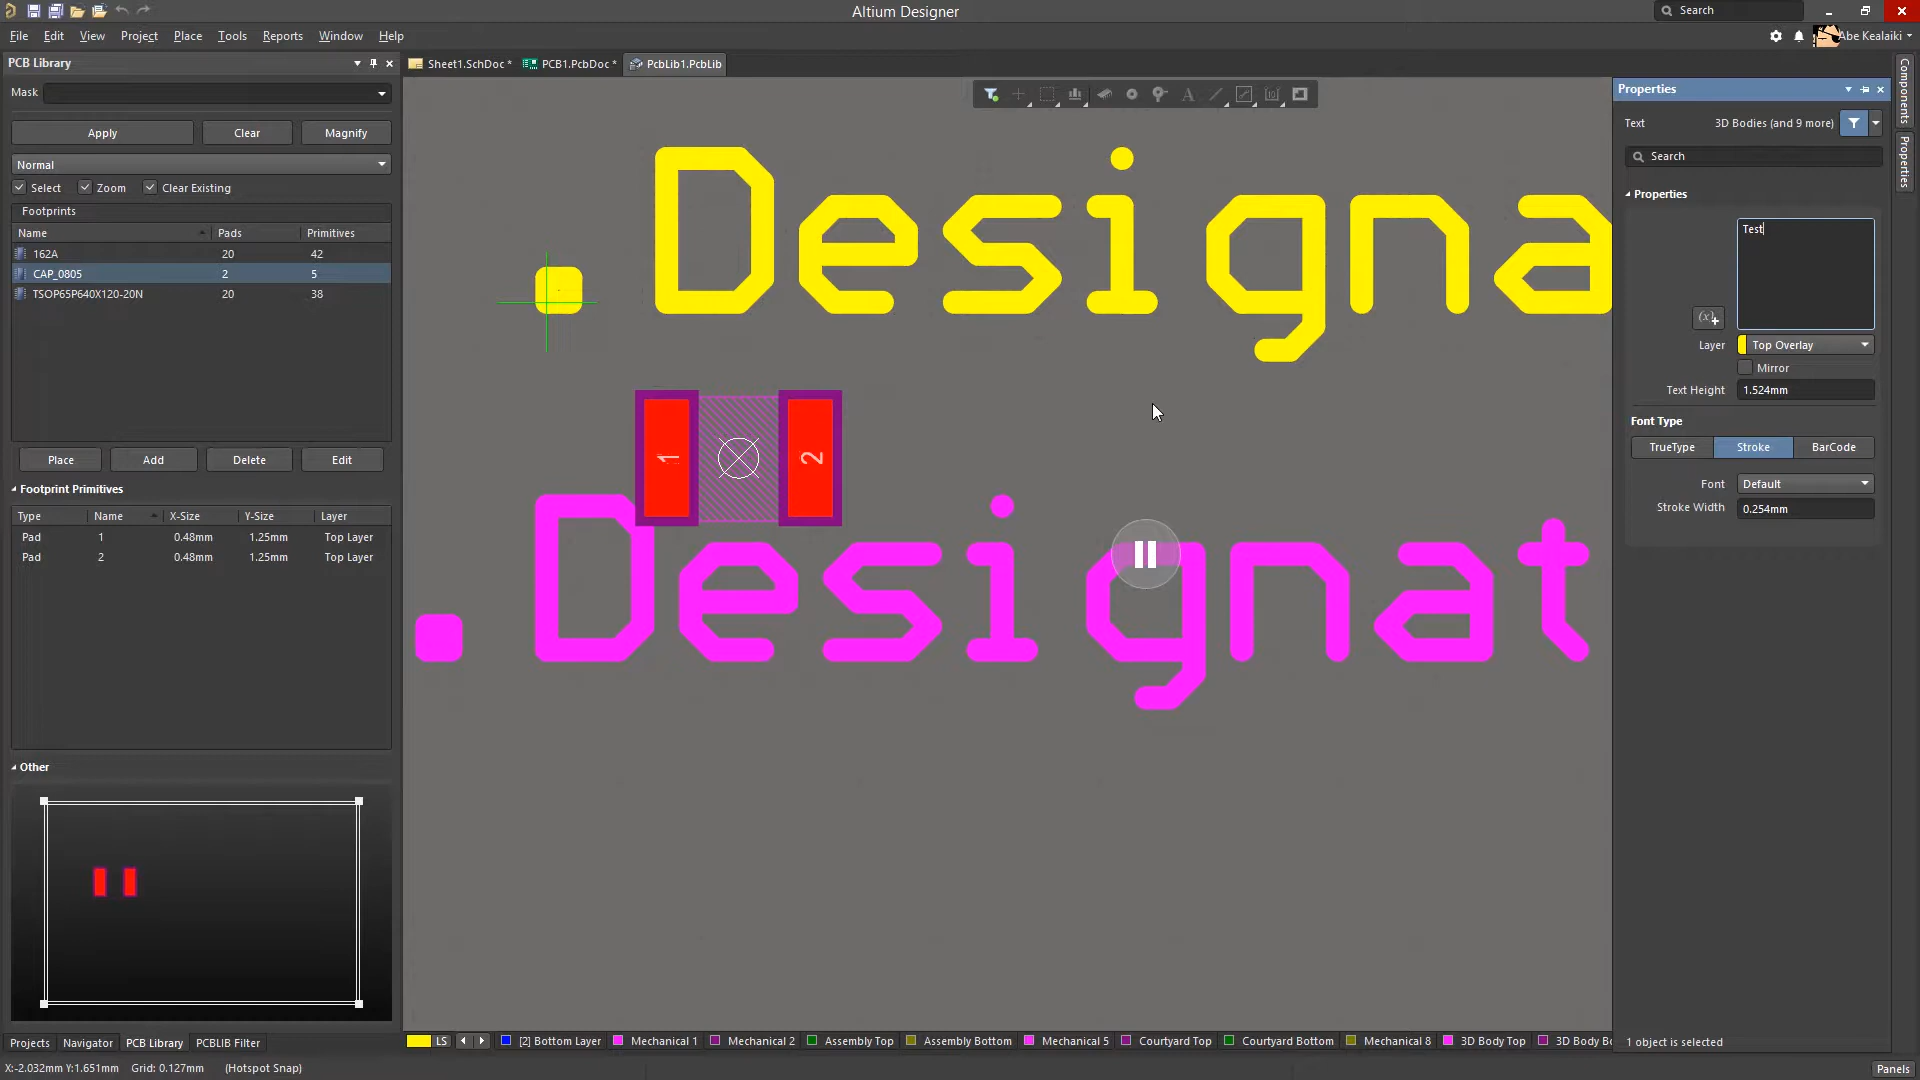 Altium Designer
Search
File Edit View Project Place Tools Reports Window Help
Abe Kealaiki
PCB Library
Sheet1.SchDoc *
PCB1.PcbDoc *
PcbLib1.PcbLib
Mask
Apply Clear Magnify
Normal
Select Zoom Clear Existing
Footprints
Name Pads Primitives
162A 20 42
CAP_0805 2 5
TSOP65P640X120-20N 20 38
Place Add Delete Edit
Footprint Primitives
Type Name X-Size Y-Size Layer
Pad 1 0.48mm 1.25mm Top Layer
Pad 2 0.48mm 1.25mm Top Layer
Other
Projects Navigator PCB Library PCBLIB Filter
.Designa
1 2
.Designat
LS
[2] Bottom Layer Mechanical 1 Mechanical 2 Assembly Top Assembly Bottom Mechanical 5 Courtyard Top Courtyard Bottom Mechanical 8 3D Body Top 3D Body Bo
Properties
Text 3D Bodies (and 9 more)
Search
Properties
Test
(x)+
Layer Top Overlay
Mirror
Text Height 1.524mm
Font Type
TrueType Stroke BarCode
Font Default
Stroke Width 0.254mm
1 object is selected
Components
Properties
X:-2.032mm Y:1.651mm Grid: 0.127mm (Hotspot Snap)
Panels